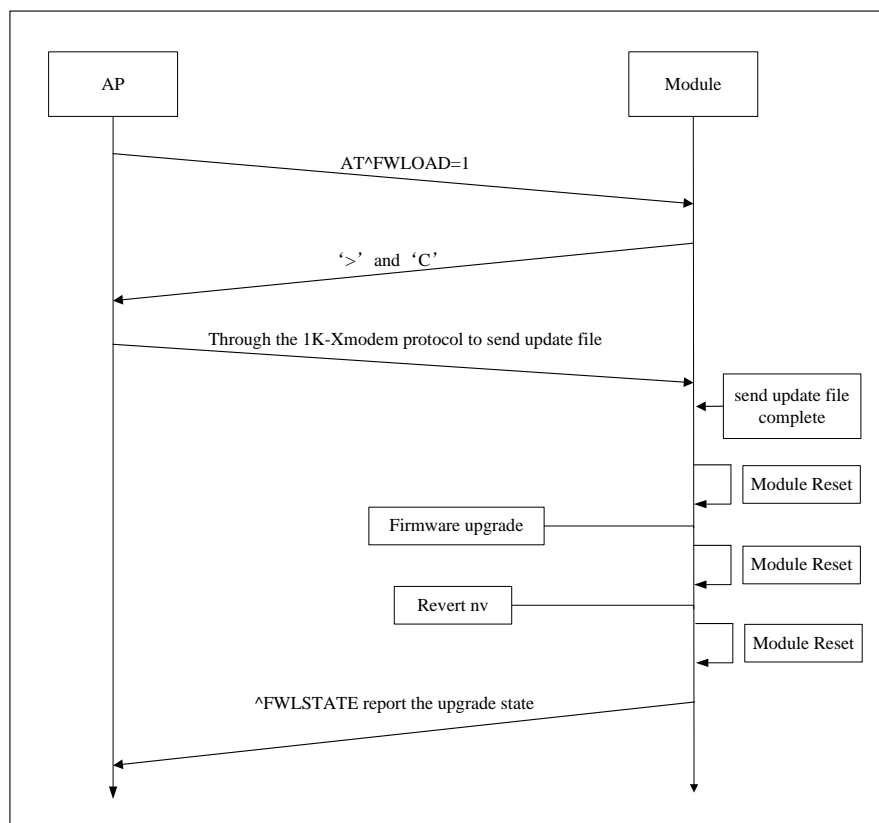 AP
Module
AT^FWLOAD=1
‘>’ and ‘C’
Through the 1K-Xmodem protocol to send update file
send update file
complete
Module Reset
Firmware upgrade
Module Reset
Revert nv
Module Reset
^FWLSTATE report the upgrade state